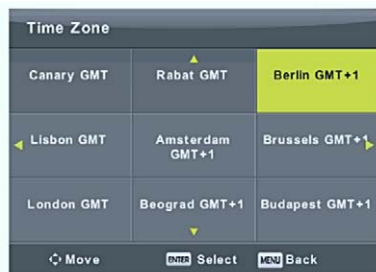 Time Zone
Canary GMT Rabat GMT Berlin GMT+1
Lisbon GMT Amsterdam GMT+1 Brussels GMT+1
London GMT Beograd GMT+1 Budapest GMT+1
Move ENTER Select MENU Back